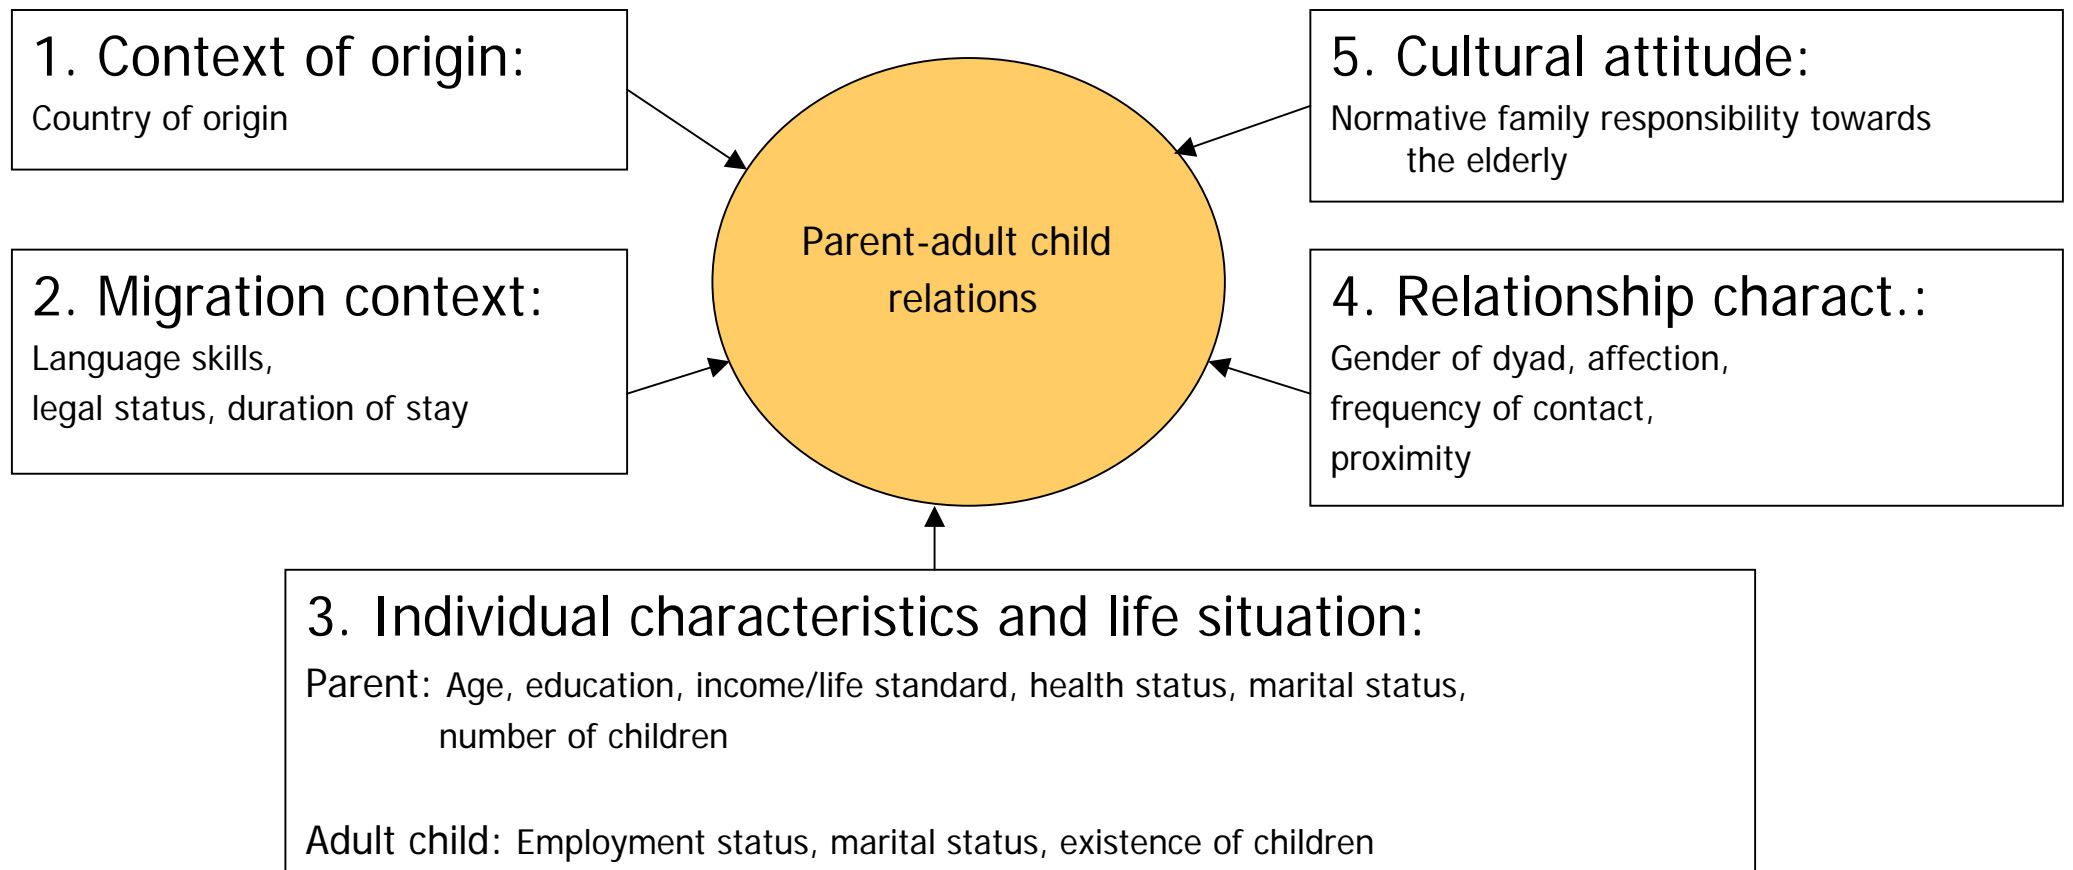 1. Context of origin:
Country of origin
2. Migration context:
Language skills,
legal status, duration of stay
Parent-adult child
relations
5. Cultural attitude:
Normative family responsibility towards
the elderly
4. Relationship charact.:
Gender of dyad, affection,
frequency of contact,
proximity
3. Individual characteristics and life situation:
Parent: Age, education, income/life standard, health status, marital status,
number of children
Adult child: Employment status, marital status, existence of children